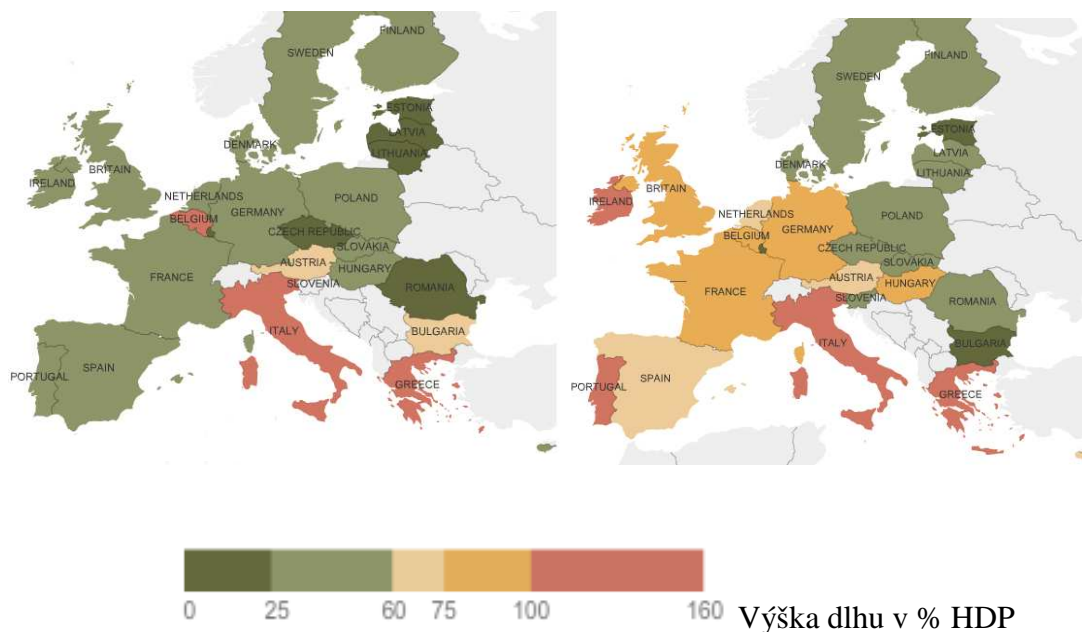 FINLAND
SWEDEN
ESTONIA
LATVIA
LITHUANIA
DENMARK
IRELAND
BRITAIN
NETHERLANDS
POLAND
BELGIUM
GERMANY
CZECH REPUBLIC
SLOVAKIA
AUSTRIA
HUNGARY
FRANCE
SLOVENIA
ROMANIA
ITALY
BULGARIA
PORTUGAL
SPAIN
GREECE
FINLAND
SWEDEN
ESTONIA
LATVIA
LITHUANIA
DENMARK
IRELAND
BRITAIN
NETHERLANDS
POLAND
BELGIUM
GERMANY
CZECH REPUBLIC
SLOVAKIA
AUSTRIA
HUNGARY
FRANCE
SLOVENIA
ROMANIA
ITALY
BULGARIA
PORTUGAL
SPAIN
GREECE
0 25 60 75 100 160 Výška dlhu v % HDP